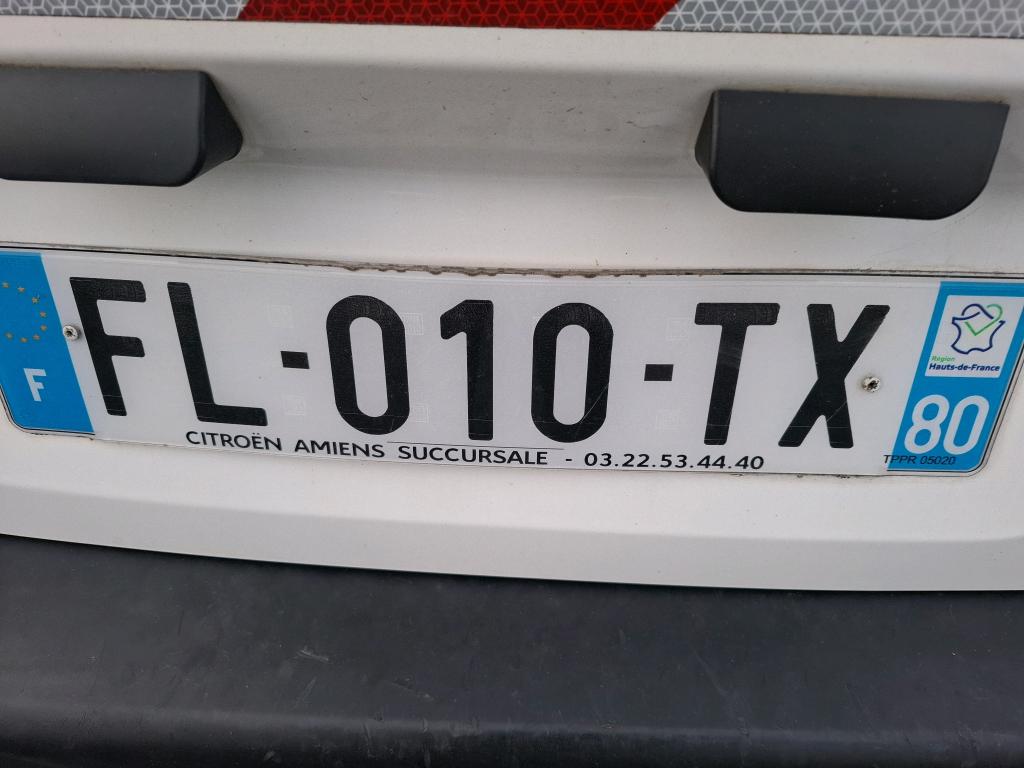 F
FL-010-TX
Région
Hauts-de-France
80
CITROËN AMIENS SUCCURSALE - 03.22.53.44.40
TPPR 05020